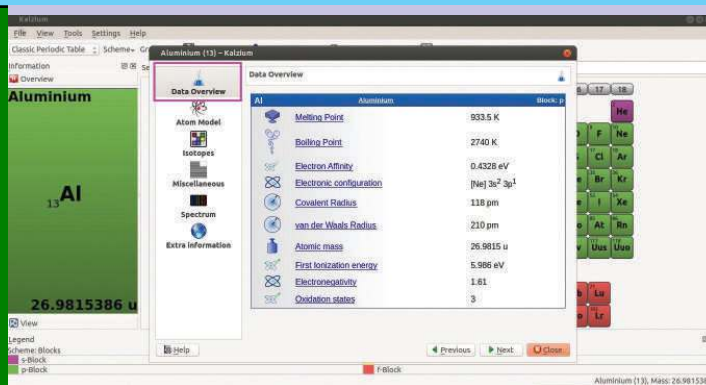 Kalzium
File View Tools Settings Help
Classic Periodic Table Scheme
Information
Overview
Aluminium
13Al
26.9815386 u
View
Legend
Scheme: Blocks
s-Block
p-Block
f-Block
Aluminium (13), Mass: 26.981538
Aluminium (13) – Kalzium
Data Overview
Atom Model
Isotopes
Miscellaneous
Spectrum
Extra information
Data Overview
Al Aluminium Block: p
Melting Point 933.5 K
Boiling Point 2740 K
Electron Affinity 0.4328 eV
Electronic configuration [Ne] 3s² 3p¹
Covalent Radius 118 pm
van der Waals Radius 210 pm
Atomic mass 26.9815 u
First Ionization energy 5.986 eV
Electronegativity 1.61
Oxidation states 3
Help Previous Next Close
17 18
He
F Ne
Cl Ar
Br Kr
I Xe
At Rn
Uus Uuo
Lu
Lr